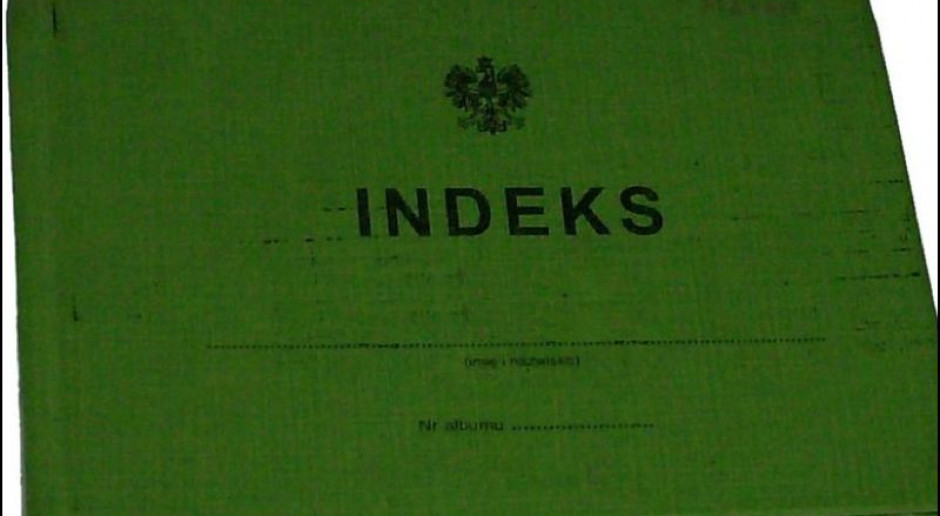 INDEKS
(imię i nazwisko)
Nr albumu